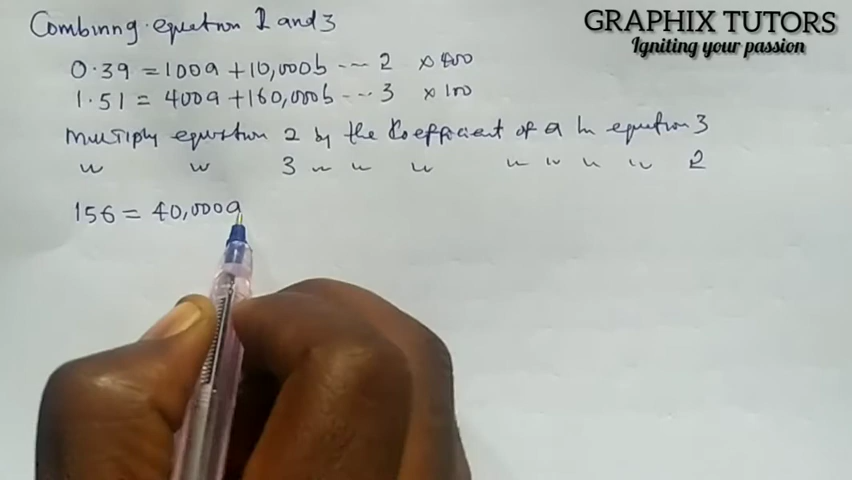 GRAPHIX TUTORS
Igniting your passion
Combining equation 2 and 3
0.39 = 100a + 10,000b --- 2 ×400
1.51 = 400a + 160,000b --- 3 ×100
Multiply equation 2 by the Coefficient of a in equation 3
〃 〃 3 〃 〃 〃 〃 〃 〃 〃 2
156 = 40,000a